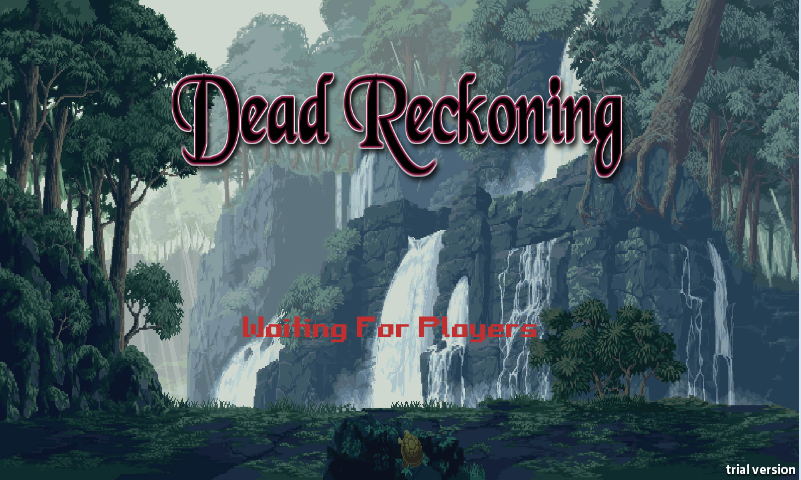 Dead Reckoning
Waiting For Players
trial version